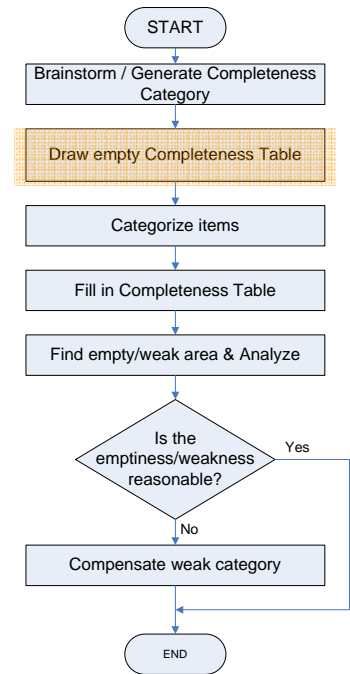 START
Brainstorm / Generate Completeness
Category
Draw empty Completeness Table
Categorize items
Fill in Completeness Table
Find empty/weak area & Analyze
Is the
emptiness/weakness
reasonable?
Yes
No
Compensate weak category
END